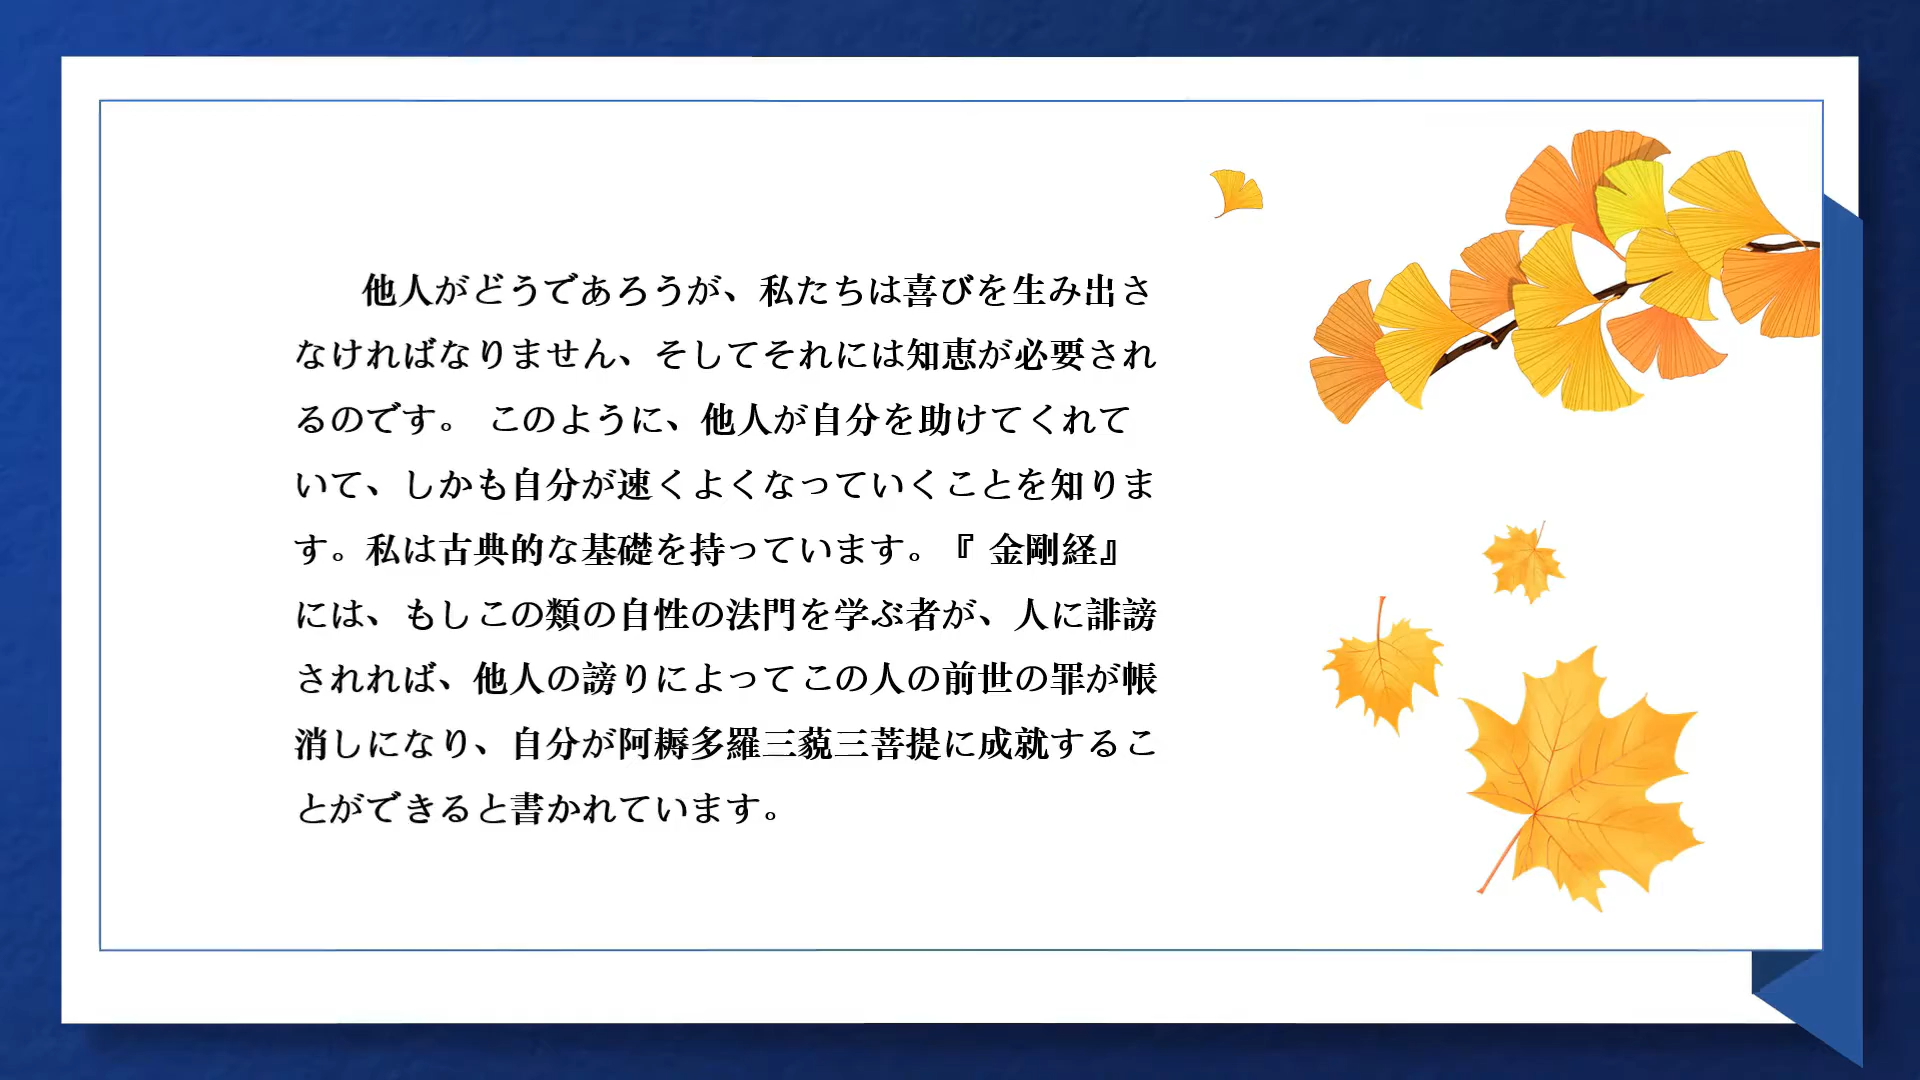 他人がどうであろうが、私たちは喜びを生み出さ
なければなりません、そしてそれには知恵が必要され
るのです。 このように、他人が自分を助けてくれて
いて、しかも自分が速くよくなっていくことを知りま
す。私は古典的な基礎を持っています。『 金剛経』
には、もしこの類の自性の法門を学ぶ者が、人に誹謗
されれば、他人の謗りによってこの人の前世の罪が帳
消しになり、自分が阿耨多羅三藐三菩提に成就するこ
とができると書かれています。